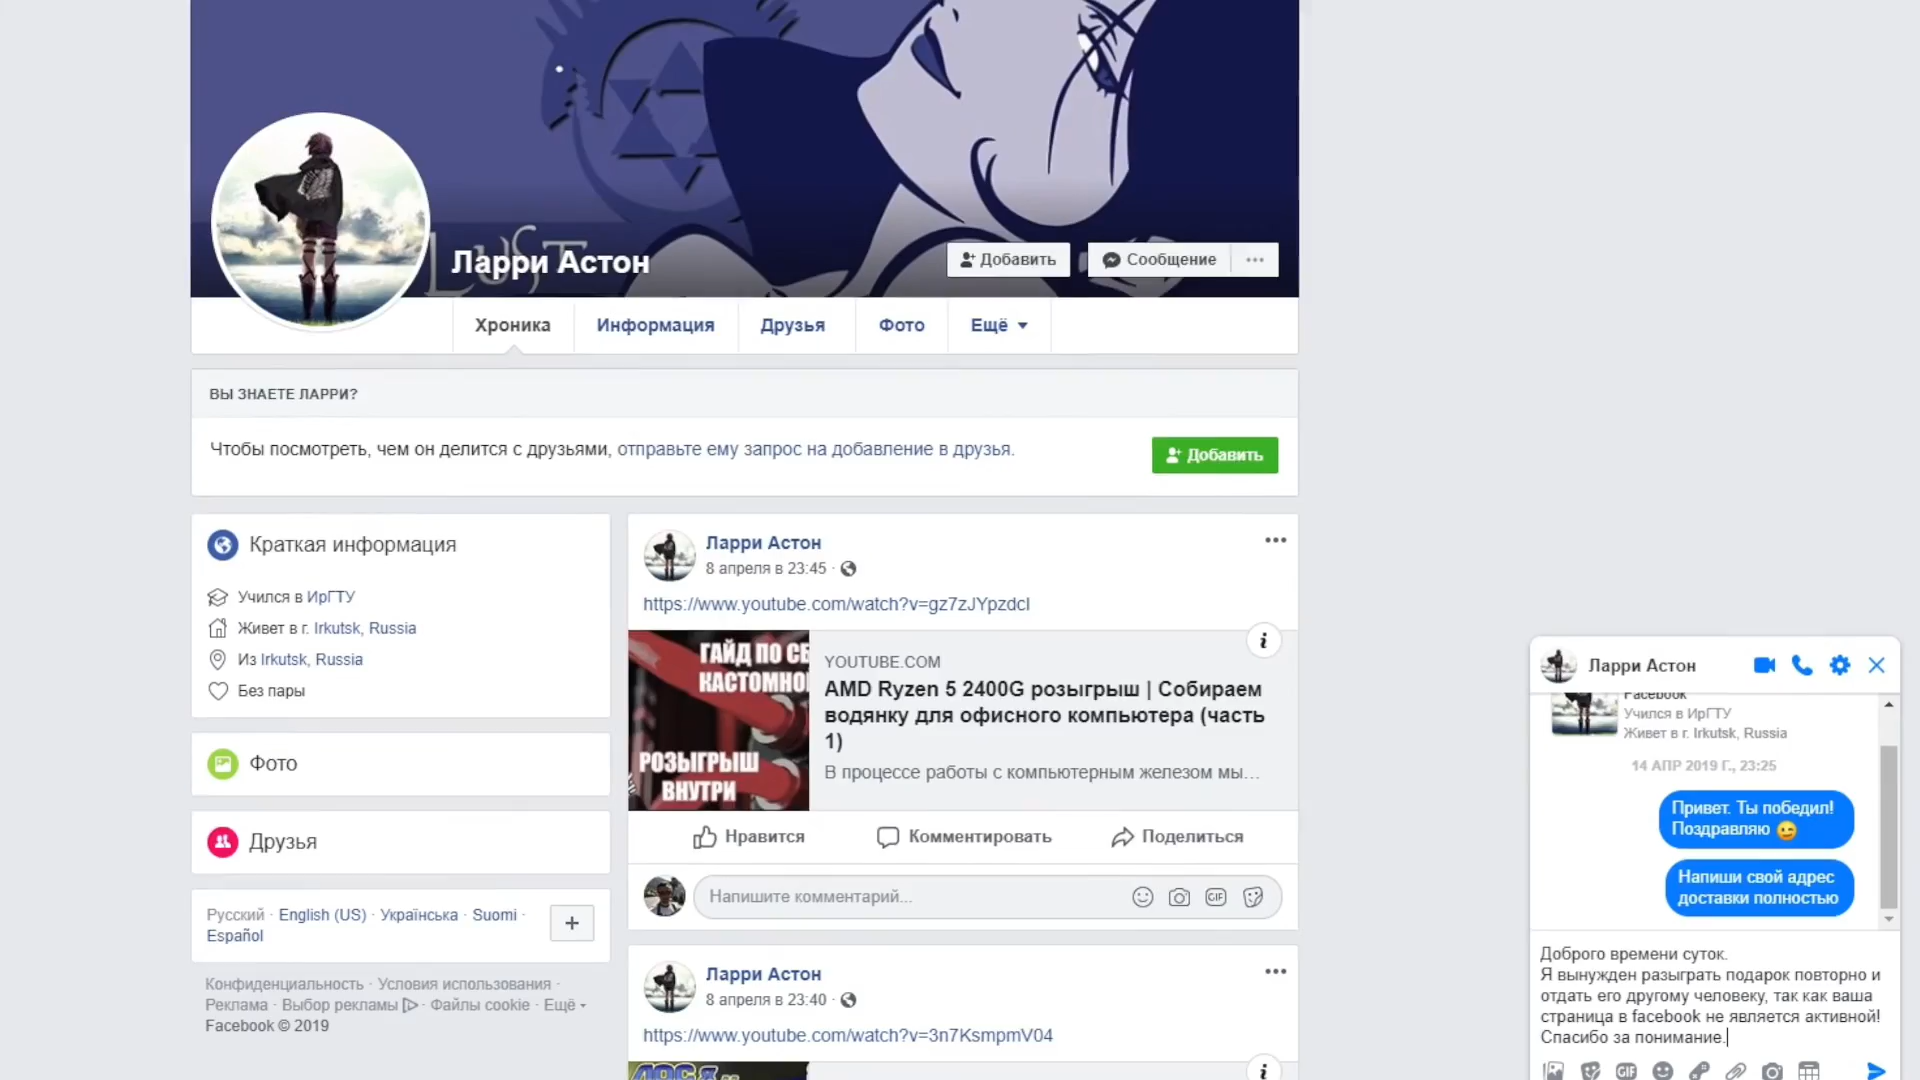 Lust
Ларри Астон
Добавить
Сообщение
Хроника
Информация
Друзья
Фото
Ещё
ВЫ ЗНАЕТЕ ЛАРРИ?
Чтобы посмотреть, чем он делится с друзьями, отправьте ему запрос на добавление в друзья.
Добавить
Краткая информация
Учился в ИрГТУ
Живет в г. Irkutsk, Russia
Из Irkutsk, Russia
Без пары
Фото
Друзья
Русский · English (US) · Українська · Suomi ·
Español
Конфиденциальность · Условия использования ·
Реклама · Выбор рекламы · Файлы cookie · Ещё
Facebook © 2019
Ларри Астон
8 апреля в 23:45 ·
https://www.youtube.com/watch?v=gz7zJYpzdcI
ГАЙД ПО СБ
КАСТОМНО
РОЗЫГРЫШ
ВНУТРИ
YOUTUBE.COM
AMD Ryzen 5 2400G розыгрыш | Собираем
водянку для офисного компьютера (часть
1)
В процессе работы с компьютерным железом мы...
Нравится
Комментировать
Поделиться
Напишите комментарий...
GIF
Ларри Астон
8 апреля в 23:40 ·
https://www.youtube.com/watch?v=3n7KsmpmV04
Ларри Астон
Facebook
Учился в ИрГТУ
Живет в г. Irkutsk, Russia
14 АПР 2019 Г., 23:25
Привет. Ты победил!
Поздравляю 😉
Напиши свой адрес
доставки полностью
Доброго времени суток.
Я вынужден разыграть подарок повторно и
отдать его другому человеку, так как ваша
страница в facebook не является активной!
Спасибо за понимание.
GIF